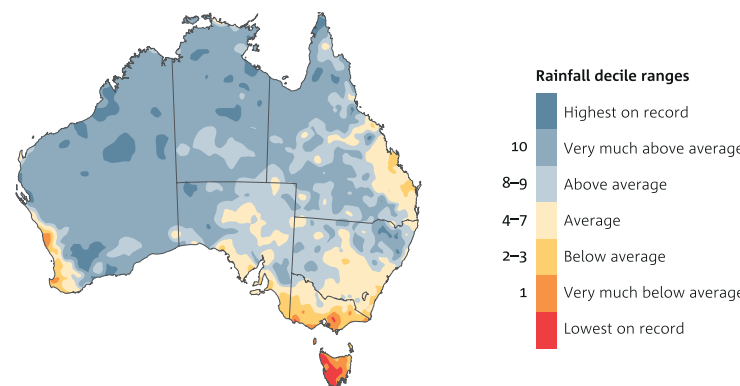 Rainfall decile ranges
Highest on record
10 Very much above average
8–9 Above average
4–7 Average
2–3 Below average
1 Very much below average
Lowest on record